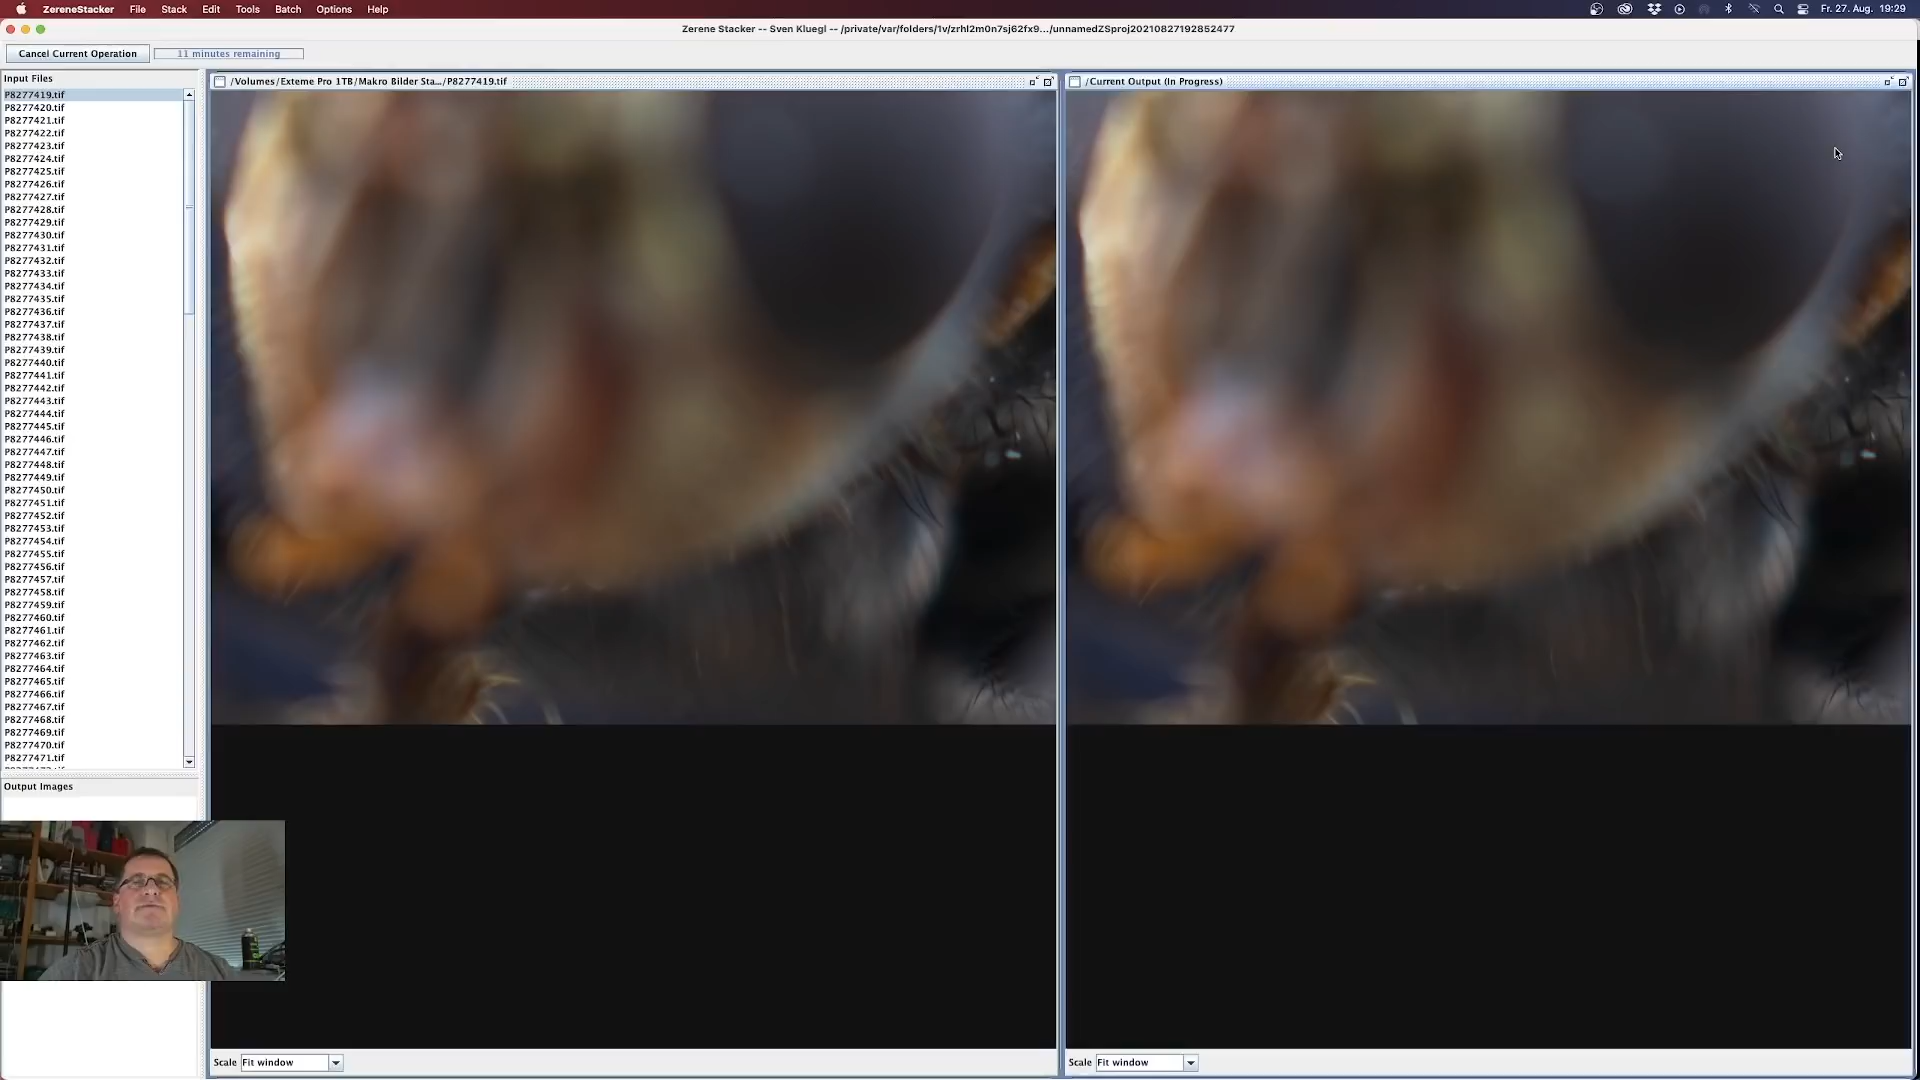 ZereneStacker File Stack Edit Tools Batch Options Help Fr. 27. Aug. 19:29
Zerene Stacker -- Sven Kluegl -- /private/var/folders/1v/zrhl2m0n7sj62fx9.../unnamedZSproj20210827192852477
Cancel Current Operation 11 minutes remaining
Input Files
/Volumes/Exteme Pro 1TB/Makro Bilder Sta.../P8277419.tif
/Current Output (In Progress)
P8277419.tif
P8277420.tif
P8277421.tif
P8277422.tif
P8277423.tif
P8277424.tif
P8277425.tif
P8277426.tif
P8277427.tif
P8277428.tif
P8277429.tif
P8277430.tif
P8277431.tif
P8277432.tif
P8277433.tif
P8277434.tif
P8277435.tif
P8277436.tif
P8277437.tif
P8277438.tif
P8277439.tif
P8277440.tif
P8277441.tif
P8277442.tif
P8277443.tif
P8277444.tif
P8277445.tif
P8277446.tif
P8277447.tif
P8277448.tif
P8277449.tif
P8277450.tif
P8277451.tif
P8277452.tif
P8277453.tif
P8277454.tif
P8277455.tif
P8277456.tif
P8277457.tif
P8277458.tif
P8277459.tif
P8277460.tif
P8277461.tif
P8277462.tif
P8277463.tif
P8277464.tif
P8277465.tif
P8277466.tif
P8277467.tif
P8277468.tif
P8277469.tif
P8277470.tif
P8277471.tif
Output Images
Scale Fit window
Scale Fit window